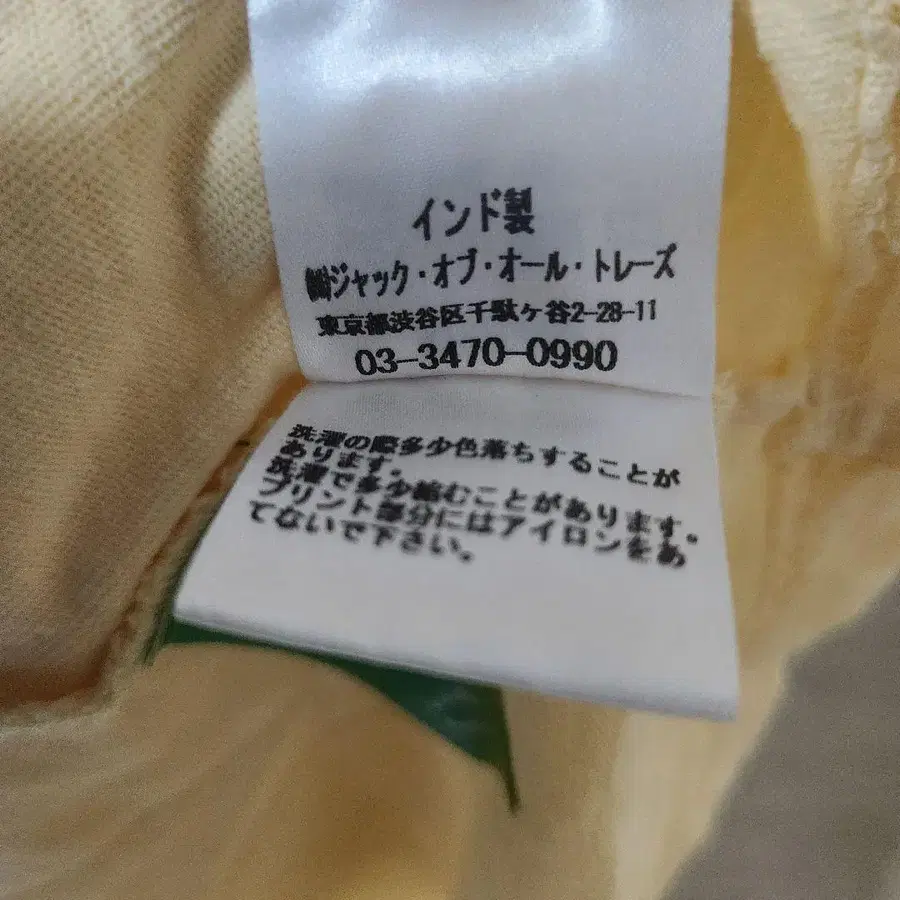 インド製
㈱ジャック・オブ・オール・トレーズ
東京都渋谷区千駄ヶ谷2-28-11
03-3470-0990
洗濯の際多少色落ちすることが
あります。
洗濯で多少縮むことがあります。
プリント部分にはアイロンをあ
てないで下さい。